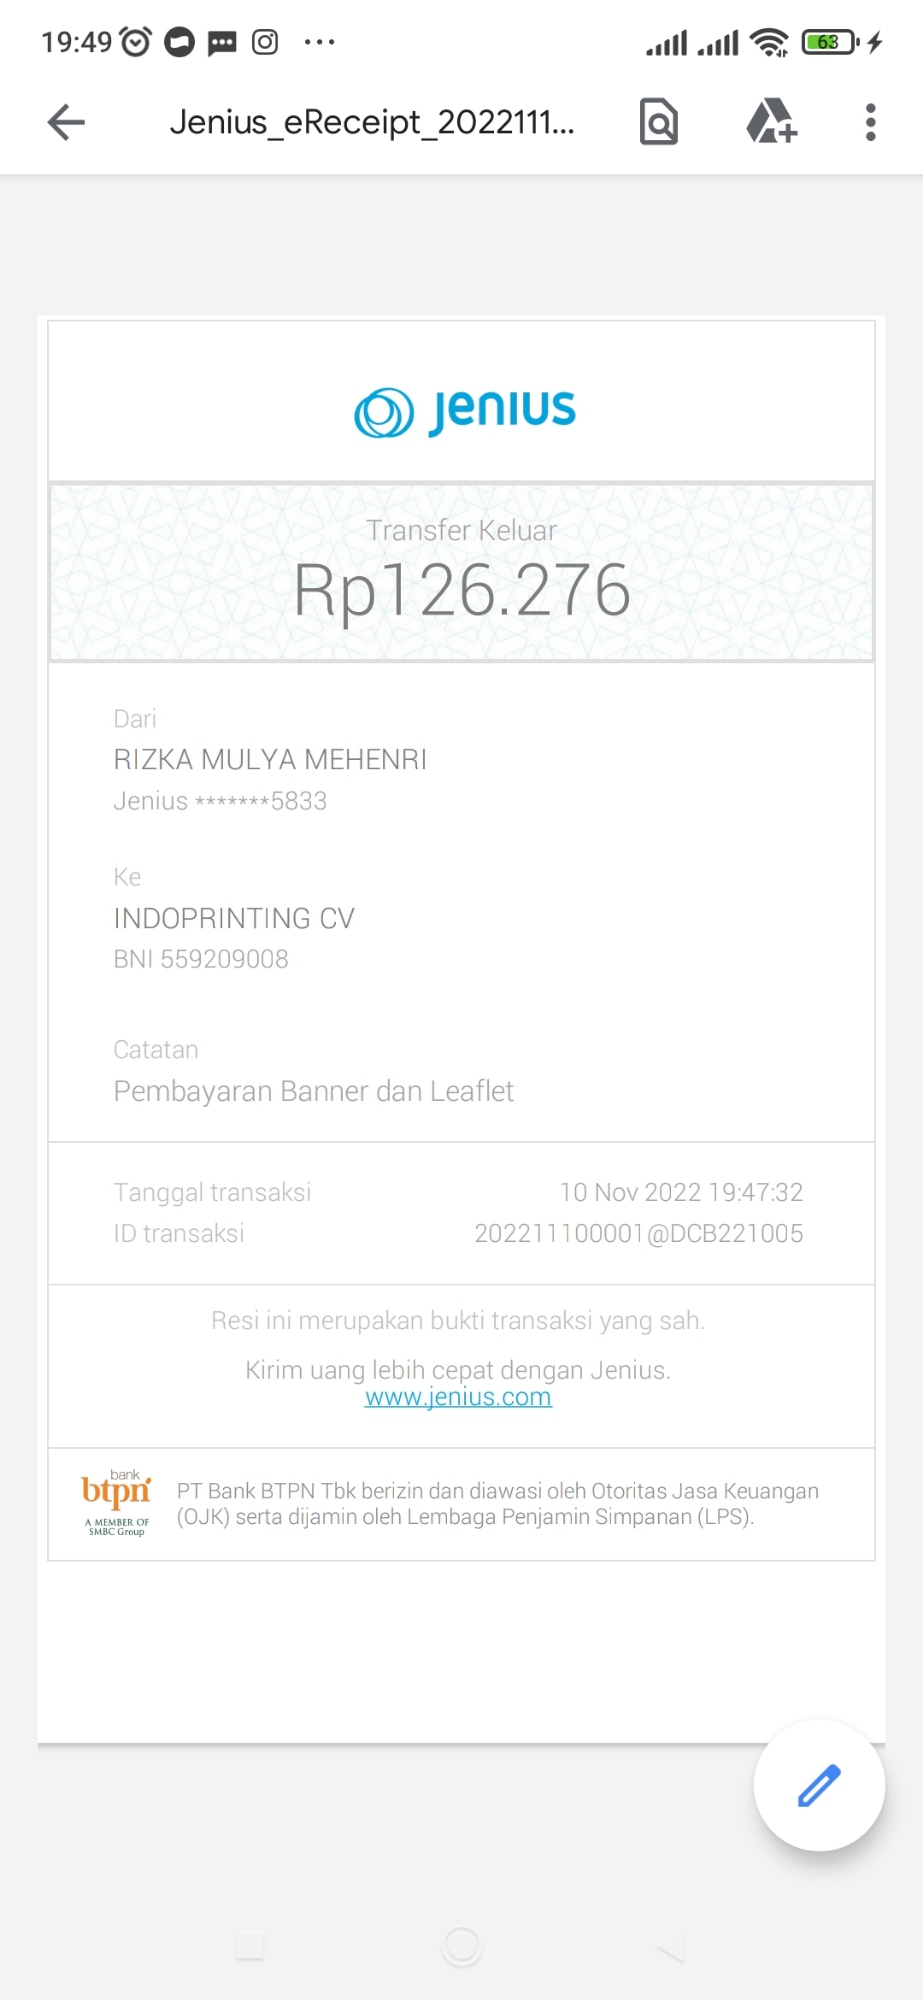 19:49
63
Jenius_eReceipt_2022111...
jenius
Transfer Keluar
Rp126.276
Dari
RIZKA MULYA MEHENRI
Jenius *******5833
Ke
INDOPRINTING CV
BNI 559209008
Catatan
Pembayaran Banner dan Leaflet
Tanggal transaksi 10 Nov 2022 19:47:32
ID transaksi 202211100001@DCB221005
Resi ini merupakan bukti transaksi yang sah.
Kirim uang lebih cepat dengan Jenius.
www.jenius.com
bank
btpn
A MEMBER OF
SMBC Group
PT Bank BTPN Tbk berizin dan diawasi oleh Otoritas Jasa Keuangan
(OJK) serta dijamin oleh Lembaga Penjamin Simpanan (LPS).